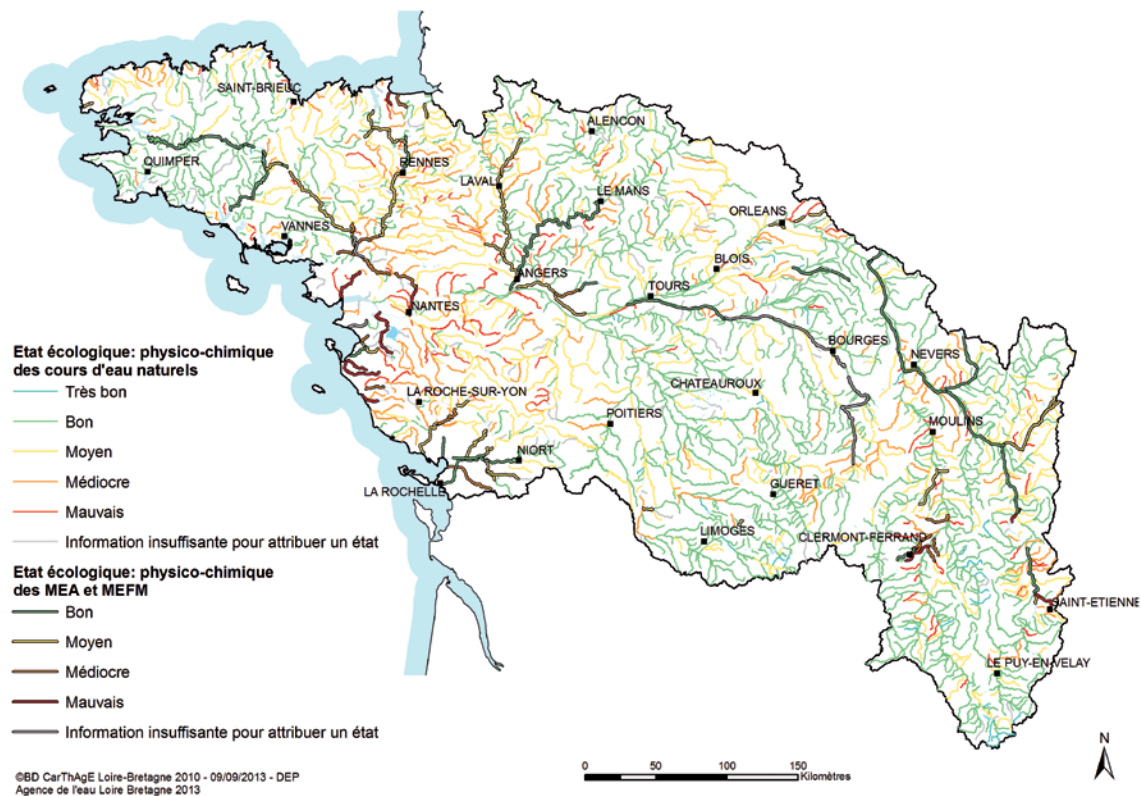 SAINT-BRIEUC
ALENCON
QUIMPER
RENNES
LAVAL
LE MANS
ORLEANS
VANNES
BLOIS
ANGERS
TOURS
NANTES
BOURGES
NEVERS
CHATEAUROUX
LA ROCHE-SUR-YON
POITIERS
MOULINS
NIORT
LA ROCHELLE
GUERET
LIMOGES
CLERMONT-FERRAND
SAINT-ETIENNE
LE PUY-EN-VELAY
Etat écologique: physico-chimique
des cours d'eau naturels
Très bon
Bon
Moyen
Médiocre
Mauvais
Information insuffisante pour attribuer un état
Etat écologique: physico-chimique
des MEA et MEFM
Bon
Moyen
Médiocre
Mauvais
Information insuffisante pour attribuer un état
N
0 50 100 150
Kilomètres
©BD CarThAgE Loire-Bretagne 2010 - 09/09/2013 - DEP
Agence de l'eau Loire Bretagne 2013